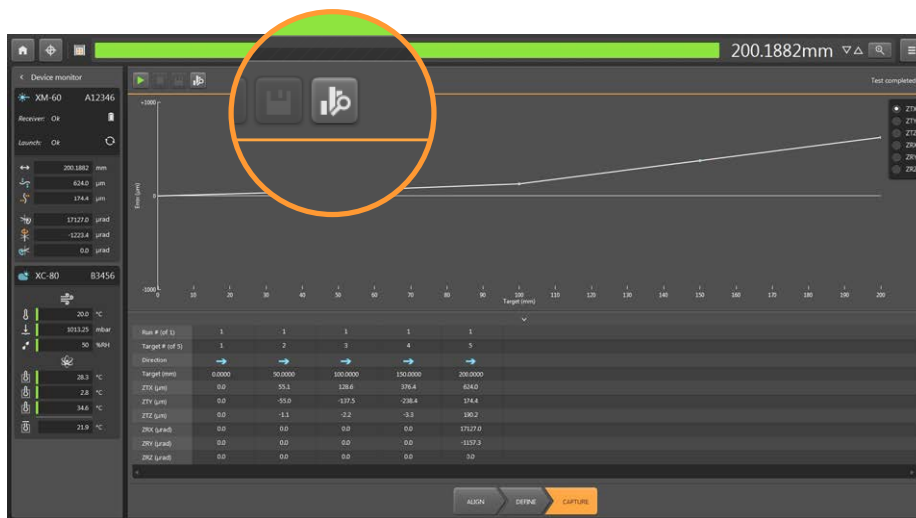 200.1882mm
Device monitor
XM-60 A12346
Receiver: Ok
Launch: Ok
200.1882 mm
624.0 µm
174.4 µm
17127.0 µrad
-1223.4 µrad
0.0 µrad
XC-80 B3456
20.0 °C
1013.25 mbar
50 %RH
28.3 °C
2.8 °C
34.6 °C
21.9 °C
Test completed
+1000
0
-1000
Error (µm)
0 10 20 30 40 50 60 70 80 90 100 110 120 130 140 150 160 170 180 190 200
Target (mm)
ZTX
ZTY
ZTZ
ZRX
ZRY
ZRZ
Run # (of 1) 1 1 1 1 1
Target # (of 5) 1 2 3 4 5
Direction
Target (mm) 0.0000 50.0000 100.0000 150.0000 200.0000
ZTX (µm) 0.0 55.1 128.6 376.4 624.0
ZTY (µm) 0.0 -55.0 -137.5 -238.4 174.4
ZTZ (µm) 0.0 -1.1 -2.2 -3.3 190.2
ZRX (µrad) 0.0 0.0 0.0 0.0 17127.0
ZRY (µrad) 0.0 0.0 0.0 0.0 -1157.3
ZRZ (µrad) 0.0 0.0 0.0 0.0 0.0
ALIGN DEFINE CAPTURE